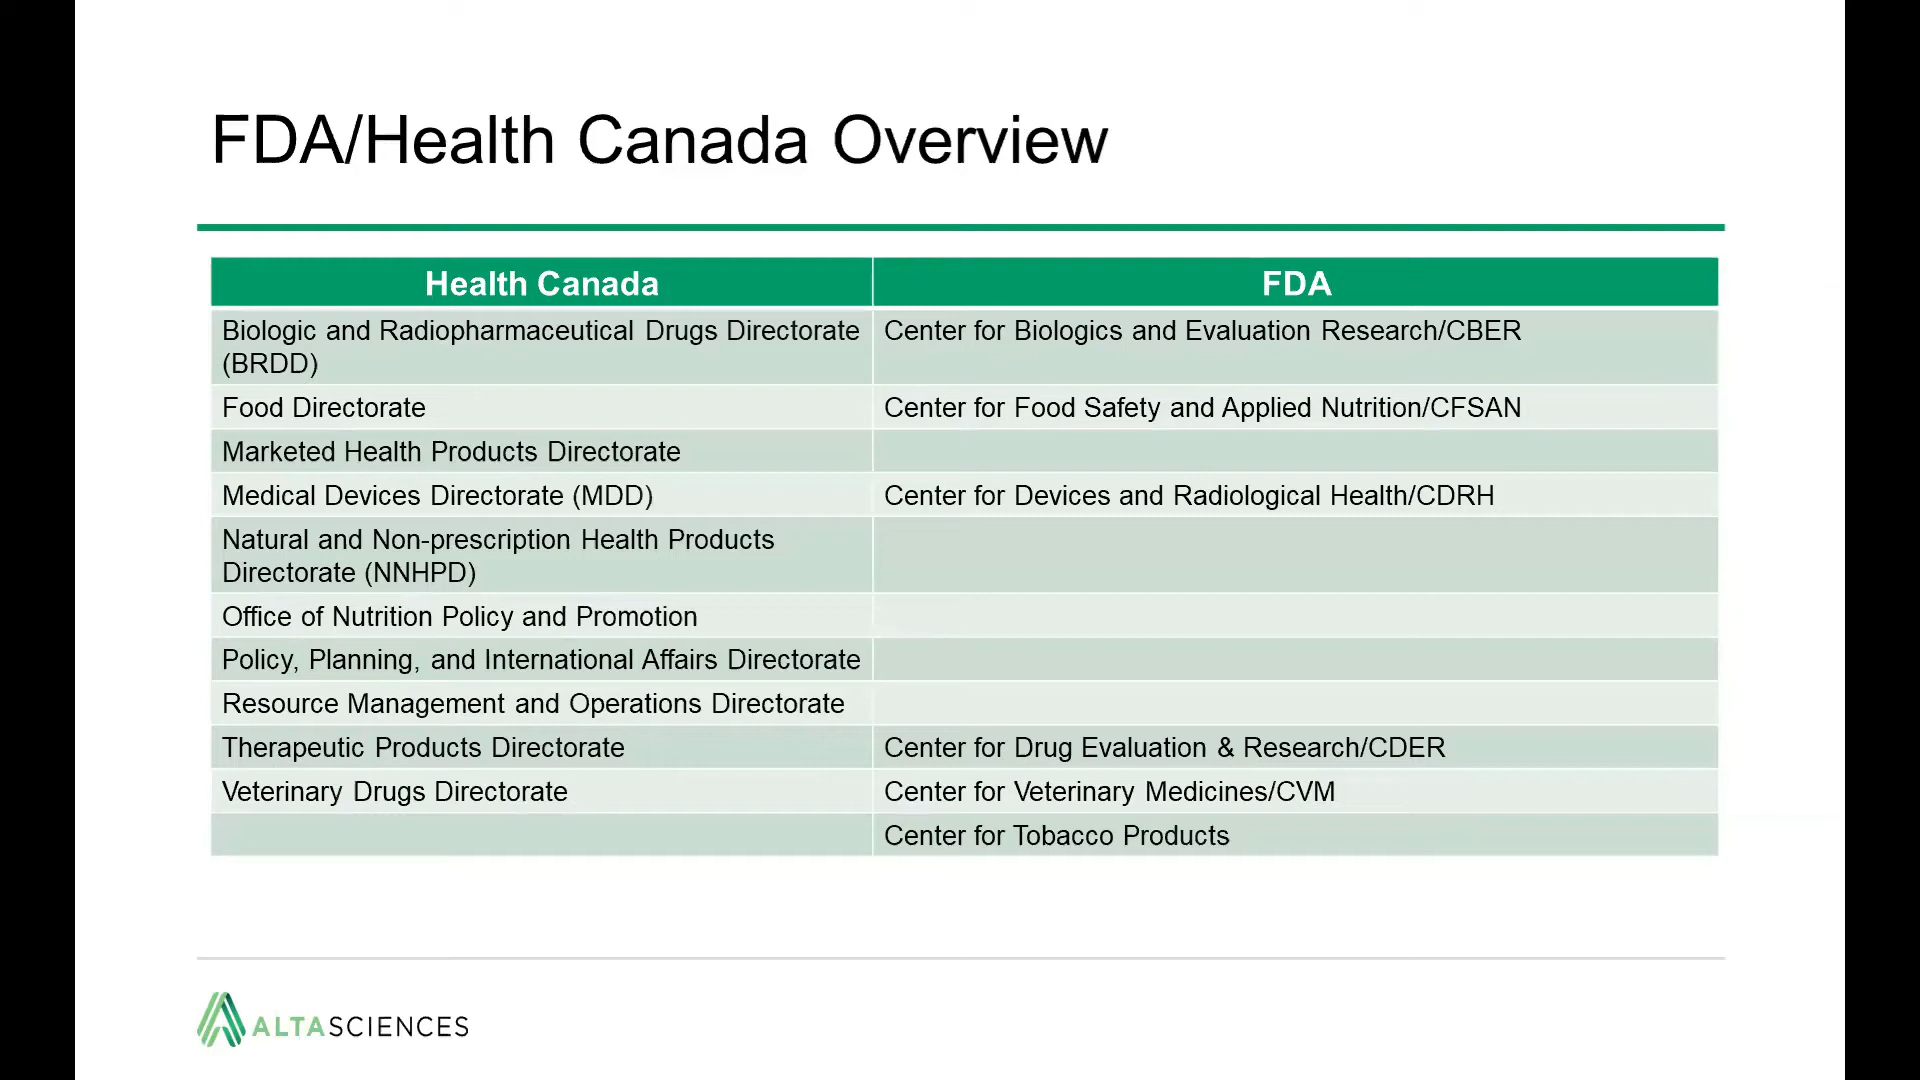 FDA/Health Canada Overview
Health Canada
FDA
Biologic and Radiopharmaceutical Drugs Directorate
(BRDD)
Center for Biologics and Evaluation Research/CBER
Food Directorate
Center for Food Safety and Applied Nutrition/CFSAN
Marketed Health Products Directorate
Medical Devices Directorate (MDD)
Center for Devices and Radiological Health/CDRH
Natural and Non-prescription Health Products
Directorate (NNHPD)
Office of Nutrition Policy and Promotion
Policy, Planning, and International Affairs Directorate
Resource Management and Operations Directorate
Therapeutic Products Directorate
Center for Drug Evaluation & Research/CDER
Veterinary Drugs Directorate
Center for Veterinary Medicines/CVM
Center for Tobacco Products
ALTASCIENCES